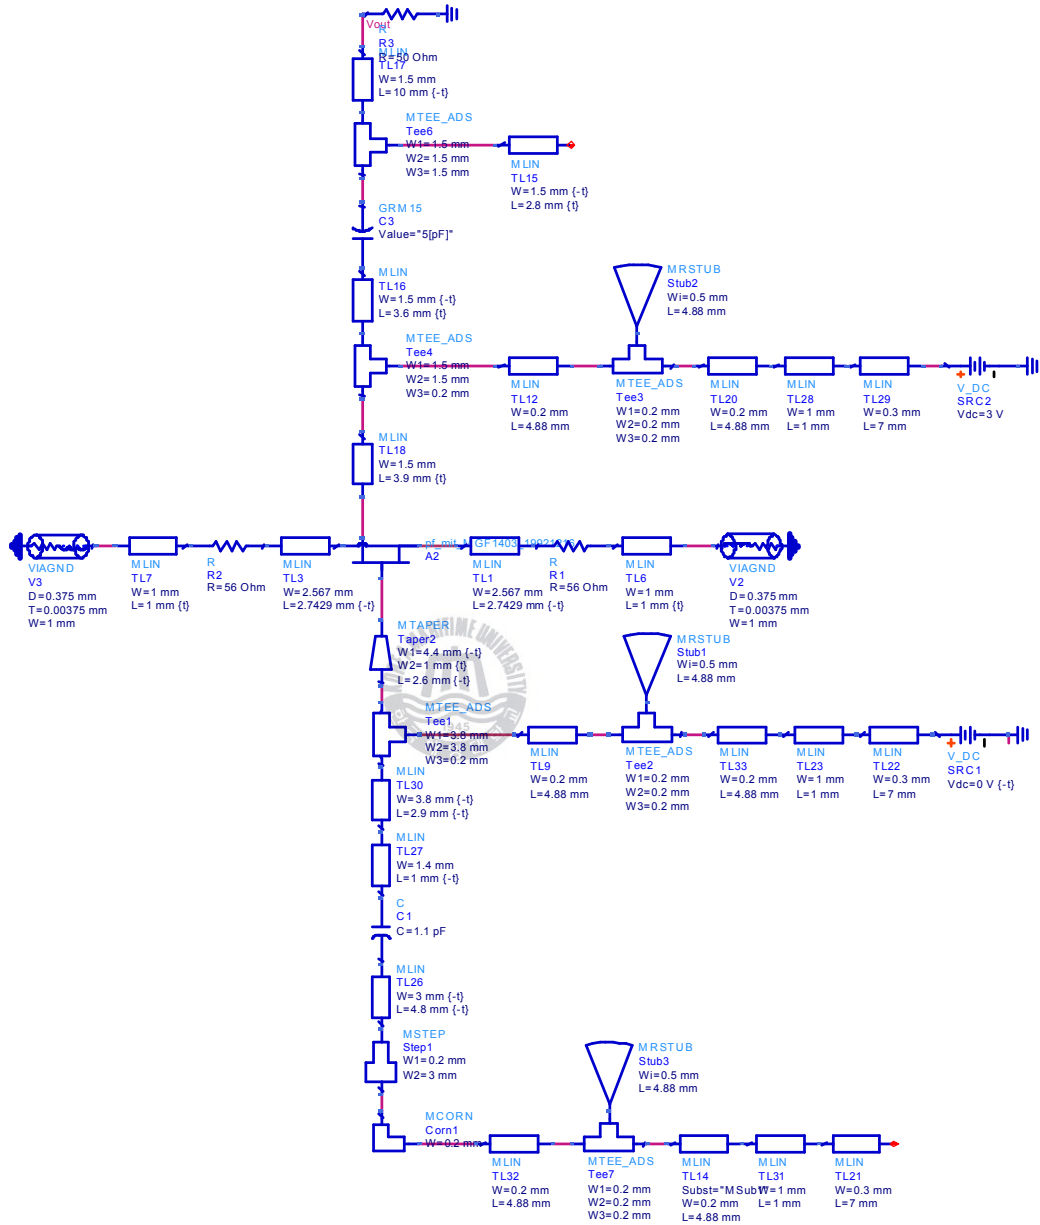 Vout
R
R3
R=50 Ohm
MLIN
TL17
W=1.5 mm
L=10 mm {-t}
MTEE_ADS
Tee6
W1=1.5 mm
W2=1.5 mm
W3=1.5 mm
MLIN
TL15
W=1.5 mm {-t}
L=2.8 mm {t}
GRM15
C3
Value="5[pF]"
MLIN
TL16
W=1.5 mm {-t}
L=3.6 mm {t}
MRSTUB
Stub2
Wi=0.5 mm
L=4.88 mm
MTEE_ADS
Tee4
W1=1.5 mm
W2=1.5 mm
W3=0.2 mm
MLIN
TL12
W=0.2 mm
L=4.88 mm
MTEE_ADS
Tee3
W1=0.2 mm
W2=0.2 mm
W3=0.2 mm
MLIN
TL20
W=0.2 mm
L=4.88 mm
MLIN
TL28
W=1 mm
L=1 mm
MLIN
TL29
W=0.3 mm
L=7 mm
V_DC
SRC2
Vdc=3 V
MLIN
TL18
W=1.5 mm
L=3.9 mm {t}
VIAGND
V3
D=0.375 mm
T=0.00375 mm
W=1 mm
MLIN
TL7
W=1 mm
L=1 mm {t}
R
R2
R=56 Ohm
MLIN
TL3
W=2.567 mm
L=2.7429 mm {-t}
A2
MLIN
TL1
W=2.567 mm
L=2.7429 mm {-t}
R
R1
R=56 Ohm
MLIN
TL6
W=1 mm
L=1 mm {t}
VIAGND
V2
D=0.375 mm
T=0.00375 mm
W=1 mm
MTAPER
Taper2
W1=4.4 mm {-t}
W2=1 mm {t}
L=2.6 mm {-t}
MRSTUB
Stub1
Wi=0.5 mm
L=4.88 mm
MTEE_ADS
Tee1
W1=3.8 mm
W2=3.8 mm
W3=0.2 mm
1945
MLIN
TL9
W=0.2 mm
L=4.88 mm
MTEE_ADS
Tee2
W1=0.2 mm
W2=0.2 mm
W3=0.2 mm
MLIN
TL33
W=0.2 mm
L=4.88 mm
MLIN
TL23
W=1 mm
L=1 mm
MLIN
TL22
W=0.3 mm
L=7 mm
V_DC
SRC1
Vdc=0 V {-t}
MLIN
TL30
W=3.8 mm {-t}
L=2.9 mm {-t}
MLIN
TL27
W=1.4 mm
L=1 mm {-t}
C
C1
C=1.1 pF
MLIN
TL26
W=3 mm {-t}
L=4.8 mm {-t}
MSTEP
Step1
W1=0.2 mm
W2=3 mm
MRSTUB
Stub3
Wi=0.5 mm
L=4.88 mm
MCORN
Corn1
W=0.2 mm
MLIN
TL32
W=0.2 mm
L=4.88 mm
MTEE_ADS
Tee7
W1=0.2 mm
W2=0.2 mm
W3=0.2 mm
MLIN
TL14
Subst="MSub1"
W=0.2 mm
L=4.88 mm
MLIN
TL31
W=1 mm
L=1 mm
MLIN
TL21
W=0.3 mm
L=7 mm